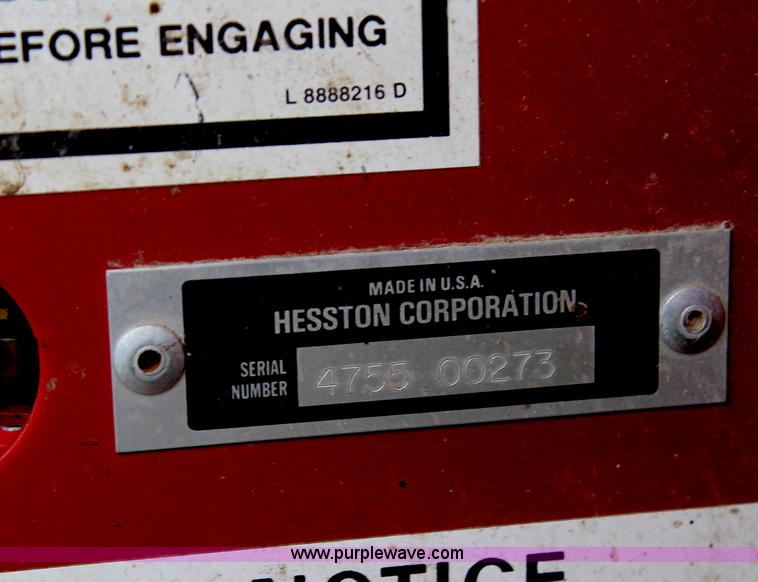 EFORE ENGAGING
L 8888216 D
MADE IN U.S.A.
HESSTON CORPORATION
SERIAL
NUMBER
4755 00273
www.purplewave.com
NOTICE